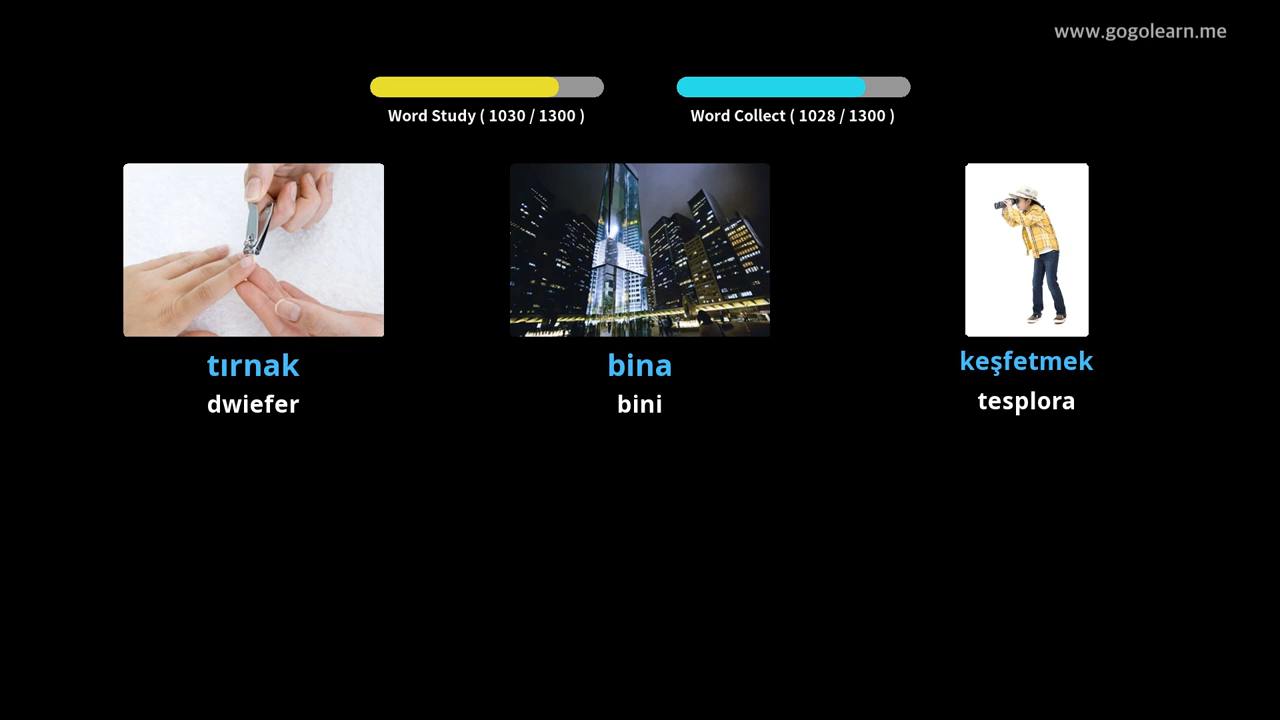 www.gogolearn.me
Word Study ( 1030 / 1300 )
Word Collect ( 1028 / 1300 )
tırnak
dwiefer
bina
bini
keşfetmek
tesplora